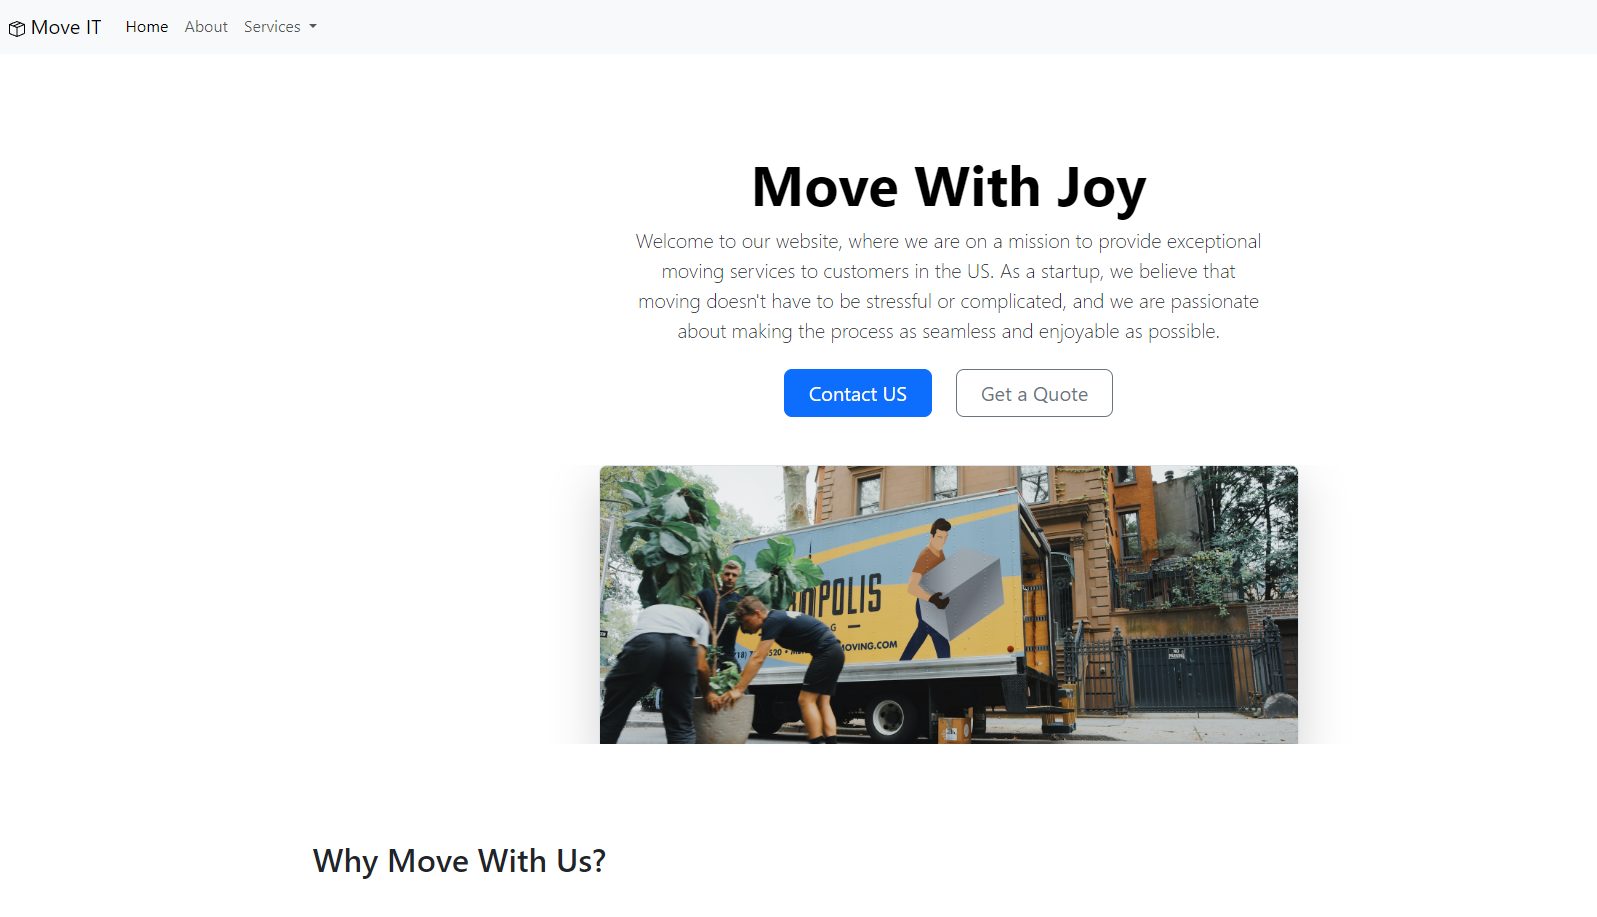 Move IT
Home
About
Services
Move With Joy
Welcome to our website, where we are on a mission to provide exceptional
moving services to customers in the US. As a startup, we believe that
moving doesn't have to be stressful or complicated, and we are passionate
about making the process as seamless and enjoyable as possible.
Contact US
Get a Quote
POLIS
G
520 •
MOVING.COM
NO
PARKING
Why Move With Us?